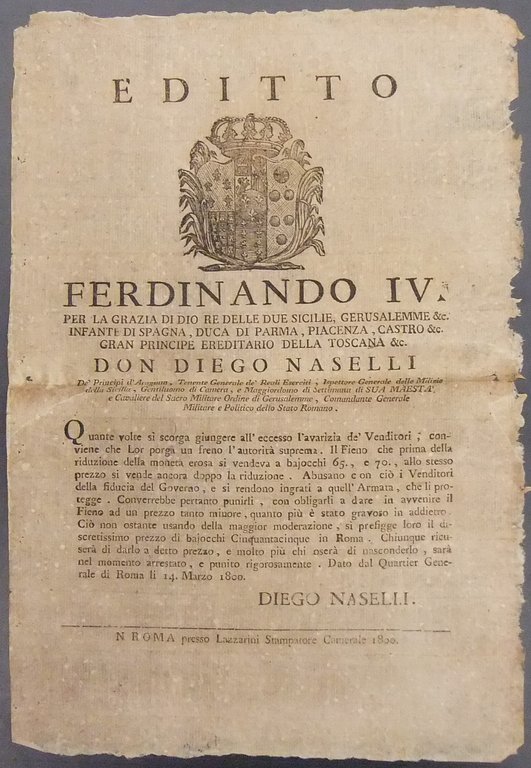 EDITTO
FERDINANDO IV.
PER LA GRAZIA DI DIO RE DELLE DUE SICILIE, GERUSALEMME &c.
INFANTE DI SPAGNA, DUCA DI PARMA, PIACENZA, CASTRO &c.
GRAN PRINCIPE EREDITARIO DELLA TOSCANA &c.
DON DIEGO NASELLI
De' Principi d'Aragona, Tenente Generale de' Reali Eserciti, Ispettore Generale delle Milizie
della Sicilia, Gentiluomo di Camera, e Maggiordomo di Settimana di SUA MAESTA'
e Cavaliere del Sacro Militare Ordine di Gerusalemme, Comandante Generale
Militare e Politico dello Stato Romano.
Quante volte si scorga giungere all' eccesso l'avarizia de' Venditori, con-
viene che Lor porga un freno l'autorità suprema. Il Fieno che prima della
riduzione della moneta erosa si vendeva a bajocchi 65, e 70, allo stesso
prezzo si vende ancora doppo la riduzione. Abusano con ciò i Venditori
della fiducia del Governo, e si rendono ingrati a quell' Armata, che li pro-
tegge. Converrebbe pertanto punirli, con obligarli a dare in avvenire il
Fieno ad un prezzo tanto minore, quanto più è stato gravoso in addietro.
Ciò non ostante usando della maggior moderazione, si prefigge loro il di-
scretissimo prezzo di bajocchi Cinquantacinque in Roma. Chiunque ricu-
serà di darlo a detto prezzo, e molto più chi oserà di nasconderlo, sarà
nel momento arrestato, e punito rigorosamente. Dato dal Quartier Gene-
rale di Roma li 14. Marzo 1800.
DIEGO NASELLI.
N ROMA presso Lazzarini Stampatore Camerale 1800.